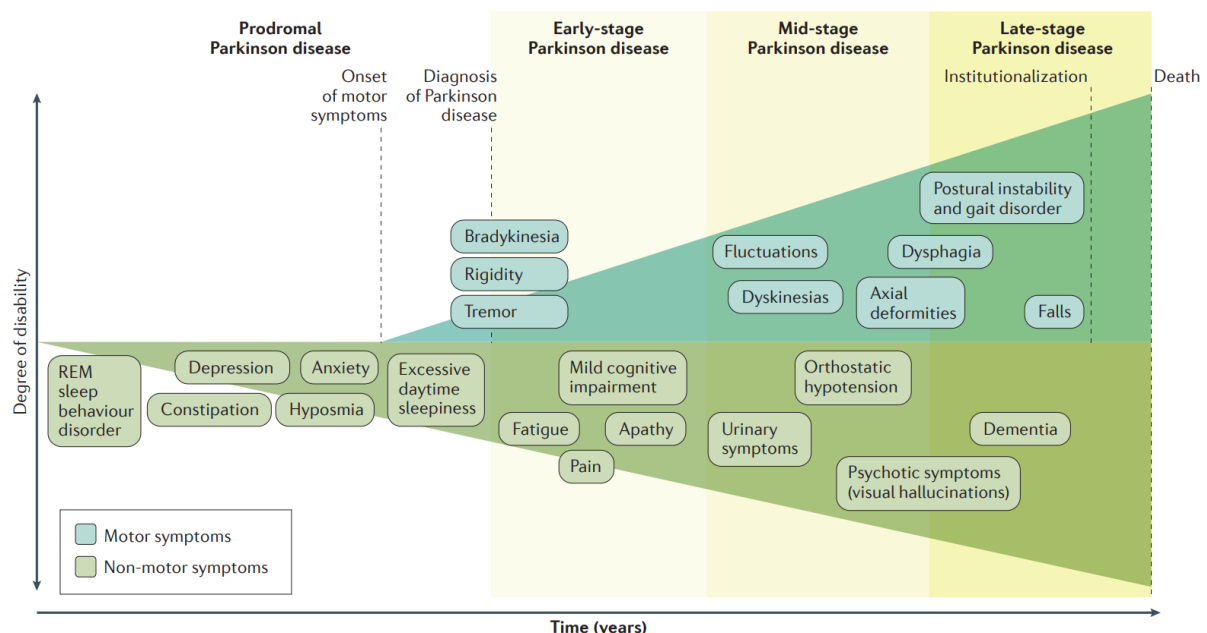 Prodromal
Parkinson disease
Early-stage
Parkinson disease
Mid-stage
Parkinson disease
Late-stage
Parkinson disease
Onset
of motor
symptoms
Diagnosis
of Parkinson
disease
Institutionalization
Death
Degree of disability
Postural instability
and gait disorder
Bradykinesia
Rigidity
Tremor
Fluctuations
Dyskinesias
Dysphagia
Axial
deformities
Falls
REM
sleep
behaviour
disorder
Depression
Anxiety
Constipation
Hyposmia
Excessive
daytime
sleepiness
Mild cognitive
impairment
Fatigue
Apathy
Pain
Orthostatic
hypotension
Urinary
symptoms
Dementia
Psychotic symptoms
(visual hallucinations)
Motor symptoms
Non-motor symptoms
Time (years)